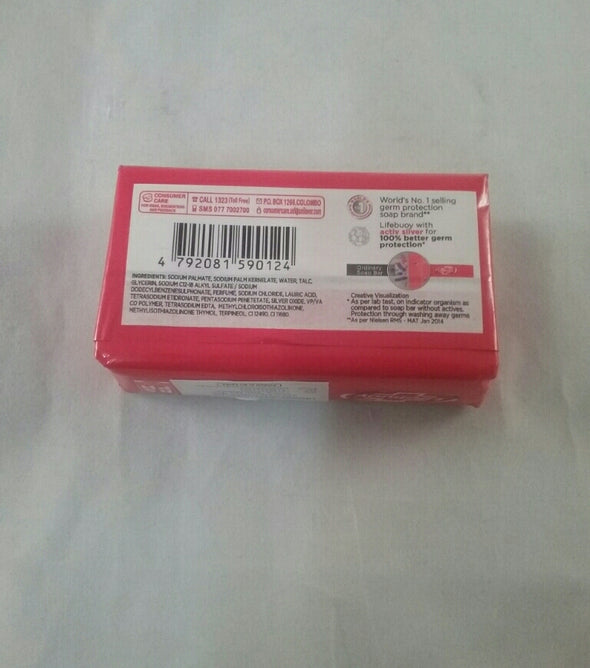 CONSUMER
CARE
CALL 1323 (Toll Free)
SMS 077 7002700
P.O. BOX 1266, COLOMBO
World's No. 1 selling
germ protection
soap brand**
Lifebuoy with
activ silver for
100% better germ
protection*
Ordinary
Soap Bar
4 792081 590124
INGREDIENTS: SODIUM PALMATE, SODIUM PALM KERNELATE, WATER, TALC,
GLYCERIN, SODIUM C12-18 ALKYL SULFATE / SODIUM
DODECYLBENZENESULPHONATE, PERFUME, SODIUM CHLORIDE, LAURIC ACID,
TETRASODIUM ETIDRONATE, PENTASODIUM PENETETATE, SILVER OXIDE, VP/VA
CO POLYMER, TETRASODIUM EDTA, METHYLCHLOROISOTHIAZOLINONE,
METHYLISOTHIAZOLINONE THYMOL, TERPINEOL, CI 12490, CI 11680
Creative Visualization
* As per lab test, on indicator organism as
compared to soap bar without actives.
Protection through washing away germs
**As per Nielsen RMS - MAT Jan 2014